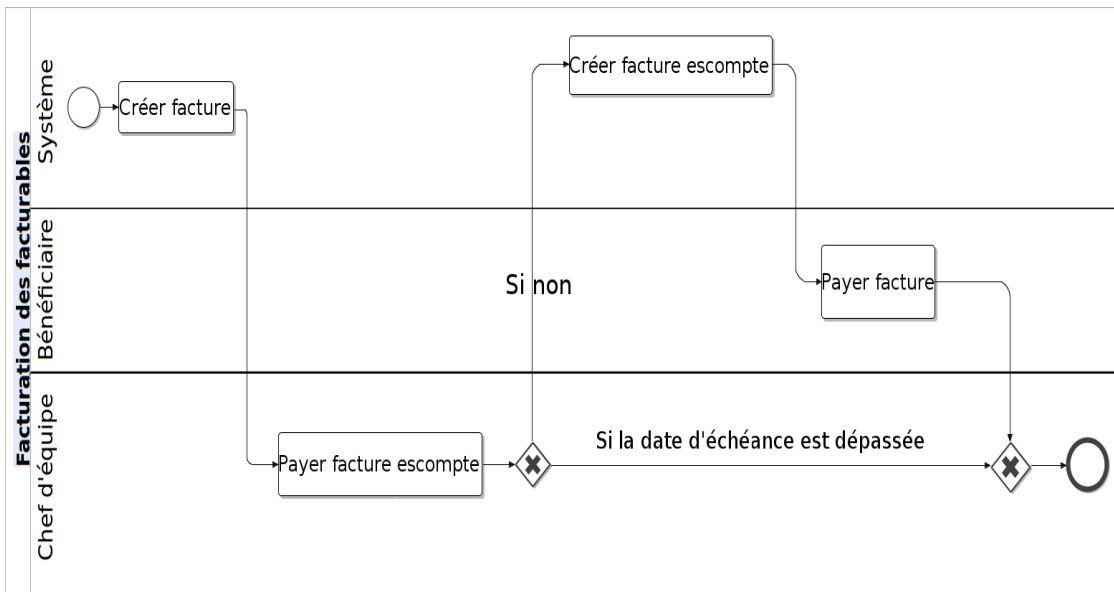 Facturation des facturables
Système
Créer facture
Créer facture escompte
Bénéficiaire
Si non
Payer facture
Chef d'équipe
Payer facture escompte
Si la date d'échéance est dépassée